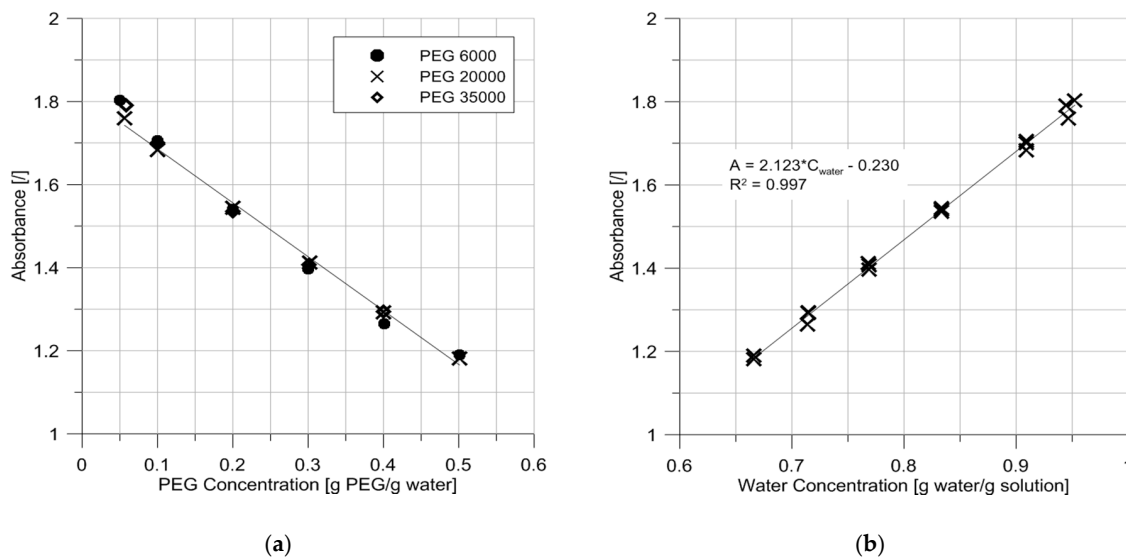 2
1.8
1.6
1.4
1.2
1
Absorbance [/]
PEG 6000
PEG 20000
PEG 35000
0
0.1
0.2
0.3
0.4
0.5
0.6
PEG Concentration [g PEG/g water]
(a)
2
1.8
1.6
1.4
1.2
1
Absorbance [/]
A = 2.123*Cwater - 0.230
R² = 0.997
0.6
0.7
0.8
0.9
1
Water Concentration [g water/g solution]
(b)